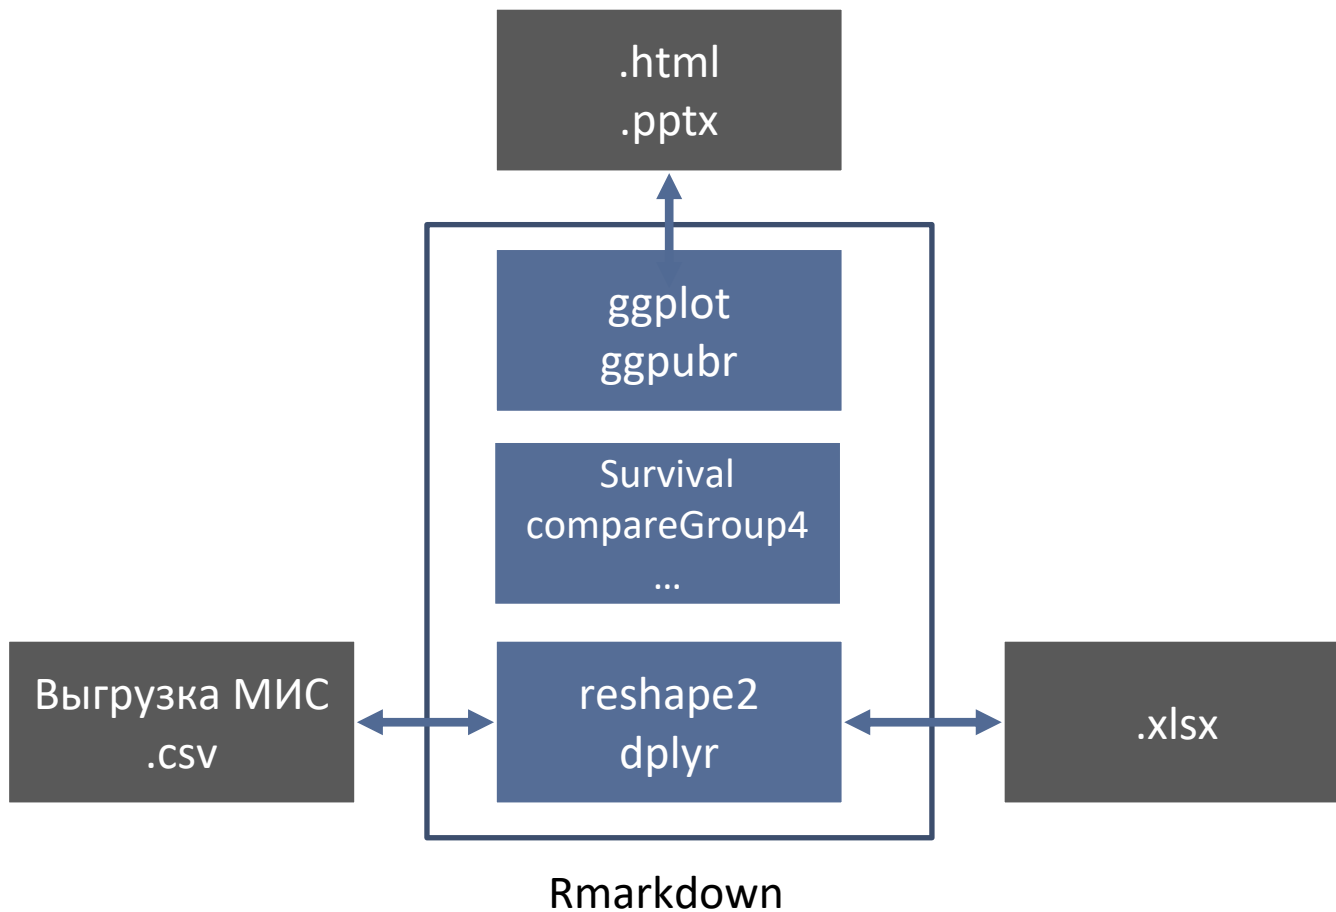 .html
.pptx
ggplot
ggpubr
Survival
compareGroup4
...
Выгрузка МИС
.csv
reshape2
dplyr
.xlsx
Rmarkdown